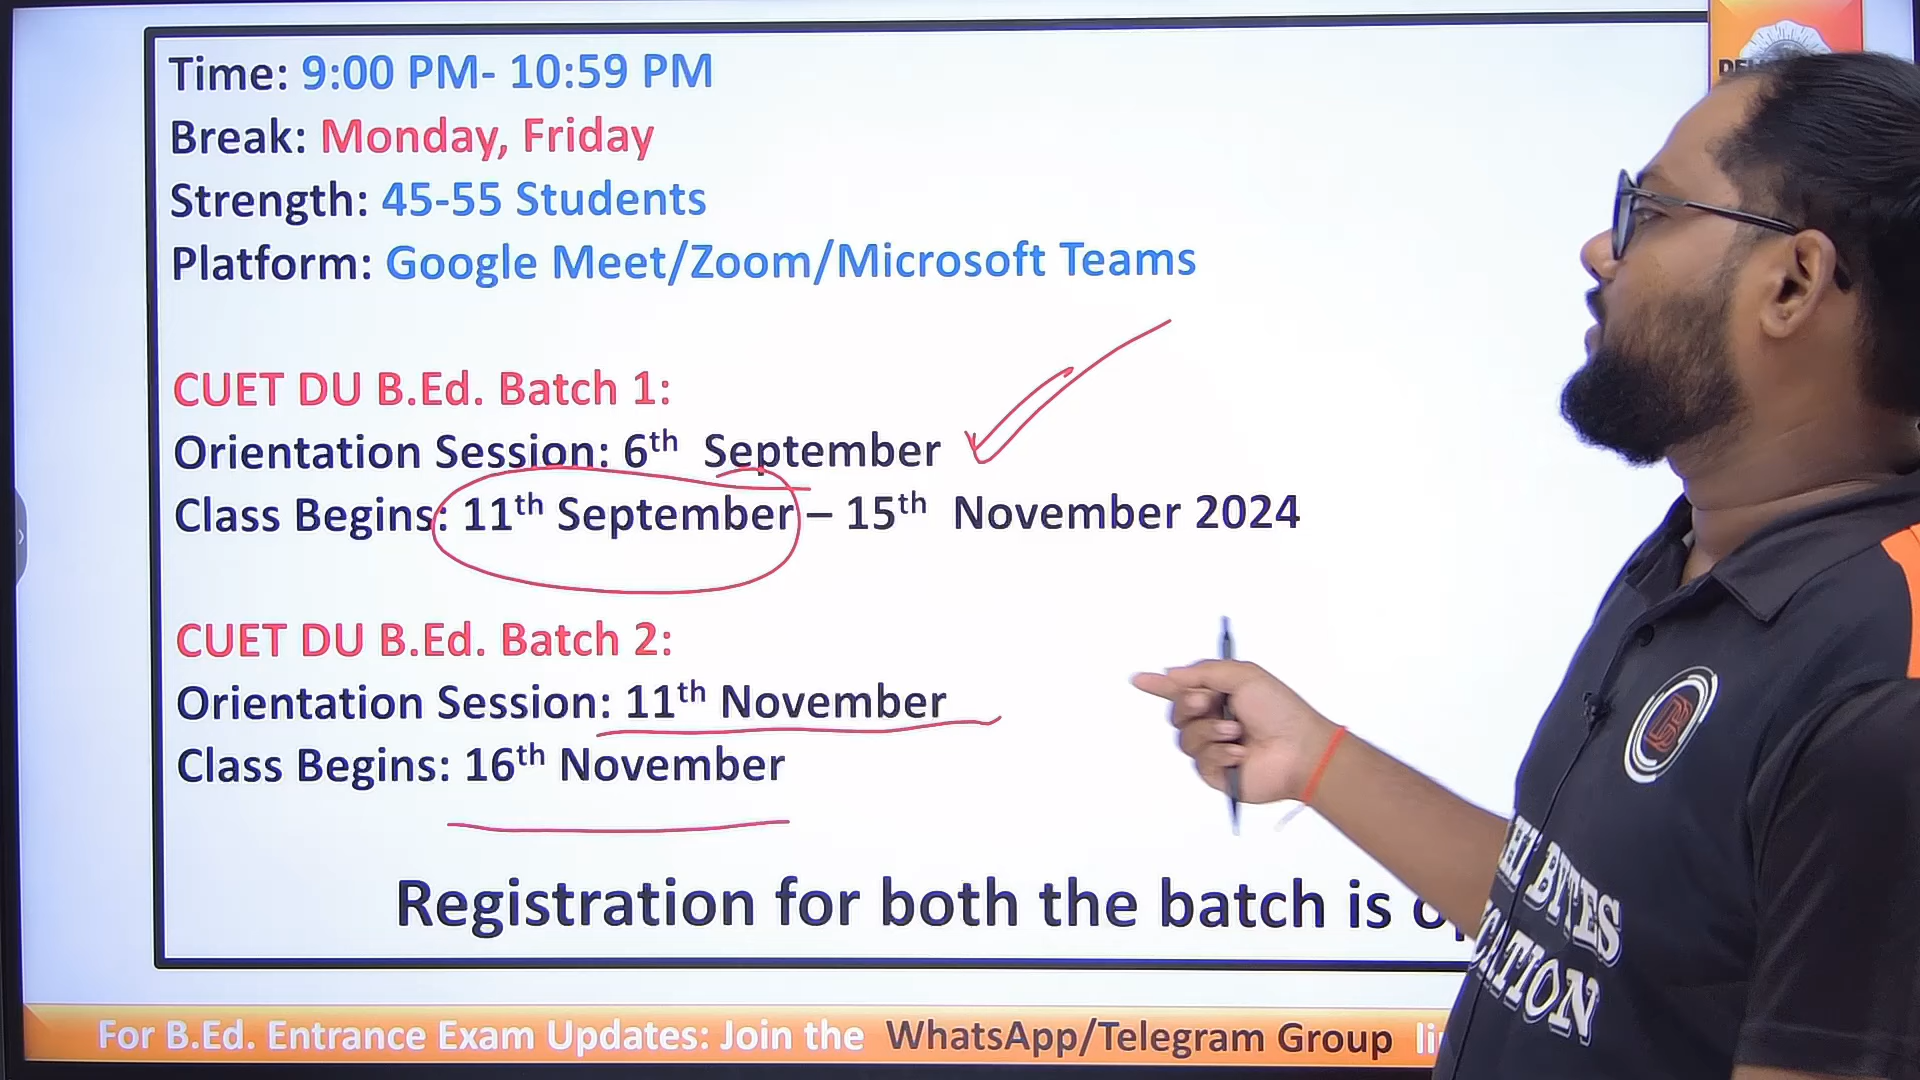 Time: 9:00 PM- 10:59 PM
Break: Monday, Friday
Strength: 45-55 Students
Platform: Google Meet/Zoom/Microsoft Teams
CUET DU B.Ed. Batch 1:
Orientation Session: 6th September
Class Begins: 11th September – 15th November 2024
CUET DU B.Ed. Batch 2:
Orientation Session: 11th November
Class Begins: 16th November
Registration for both the batch is
For B.Ed. Entrance Exam Updates: Join the WhatsApp/Telegram Group
BITES